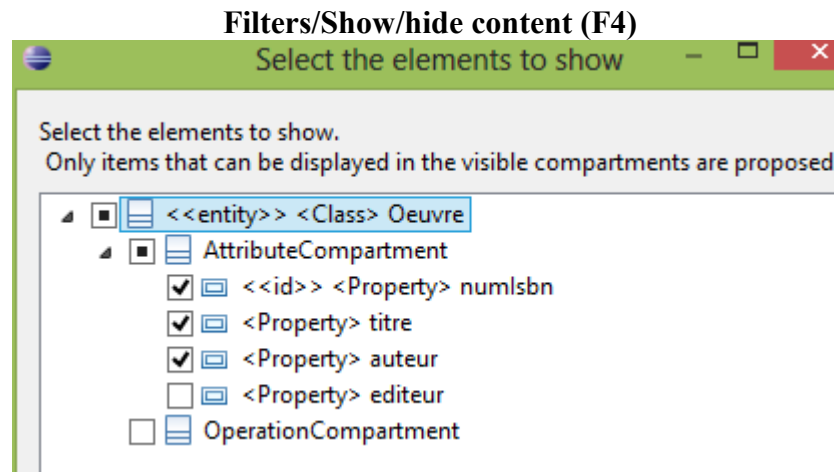 Filters/Show/hide content (F4)
Select the elements to show
Select the elements to show.
Only items that can be displayed in the visible compartments are proposed
<<entity>> <Class> Oeuvre
AttributeCompartment
<<id>> <Property> numIsbn
<Property> titre
<Property> auteur
<Property> editeur
OperationCompartment